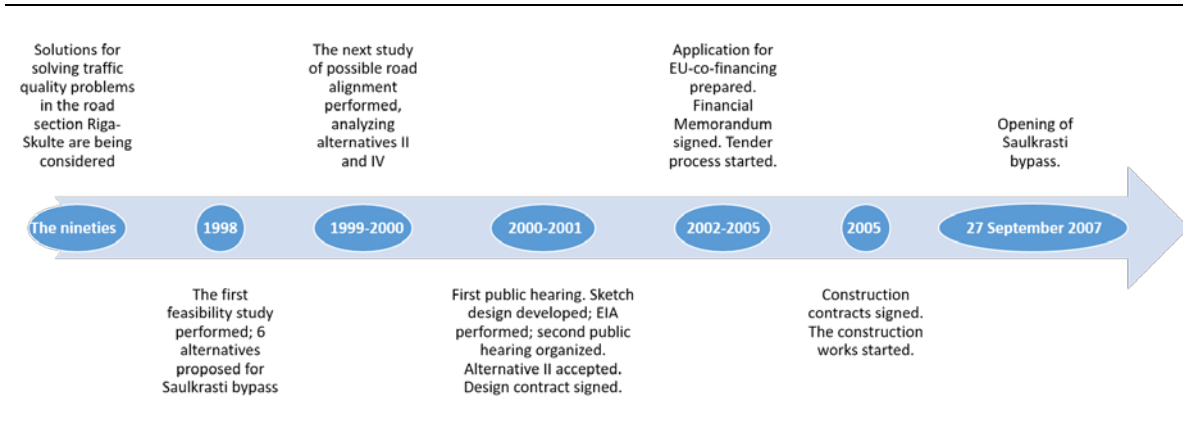 Solutions for
solving traffic
quality problems
in the road
section Riga-
Skulte are being
considered
The next study
of possible road
alignment
performed,
analyzing
alternatives II
and IV
Application for
EU-co-financing
prepared.
Financial
Memorandum
signed. Tender
process started.
Opening of
Saulkrasti
bypass.
The nineties
1998
1999-2000
2000-2001
2002-2005
2005
27 September 2007
The first
feasibility study
performed; 6
alternatives
proposed for
Saulkrasti bypass
First public hearing. Sketch
design developed; EIA
performed; second public
hearing organized.
Alternative II accepted.
Design contract signed.
Construction
contracts signed.
The construction
works started.